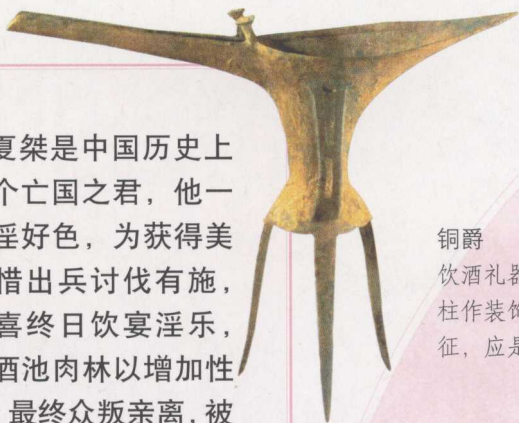 夏桀是中国历史上
个亡国之君，他一
淫好色，为获得美
惜出兵讨伐有施，
喜终日饮宴淫乐，
酒池肉林以增加性
最终众叛亲离，被
铜爵
饮酒礼器
柱作装饰
征，应是